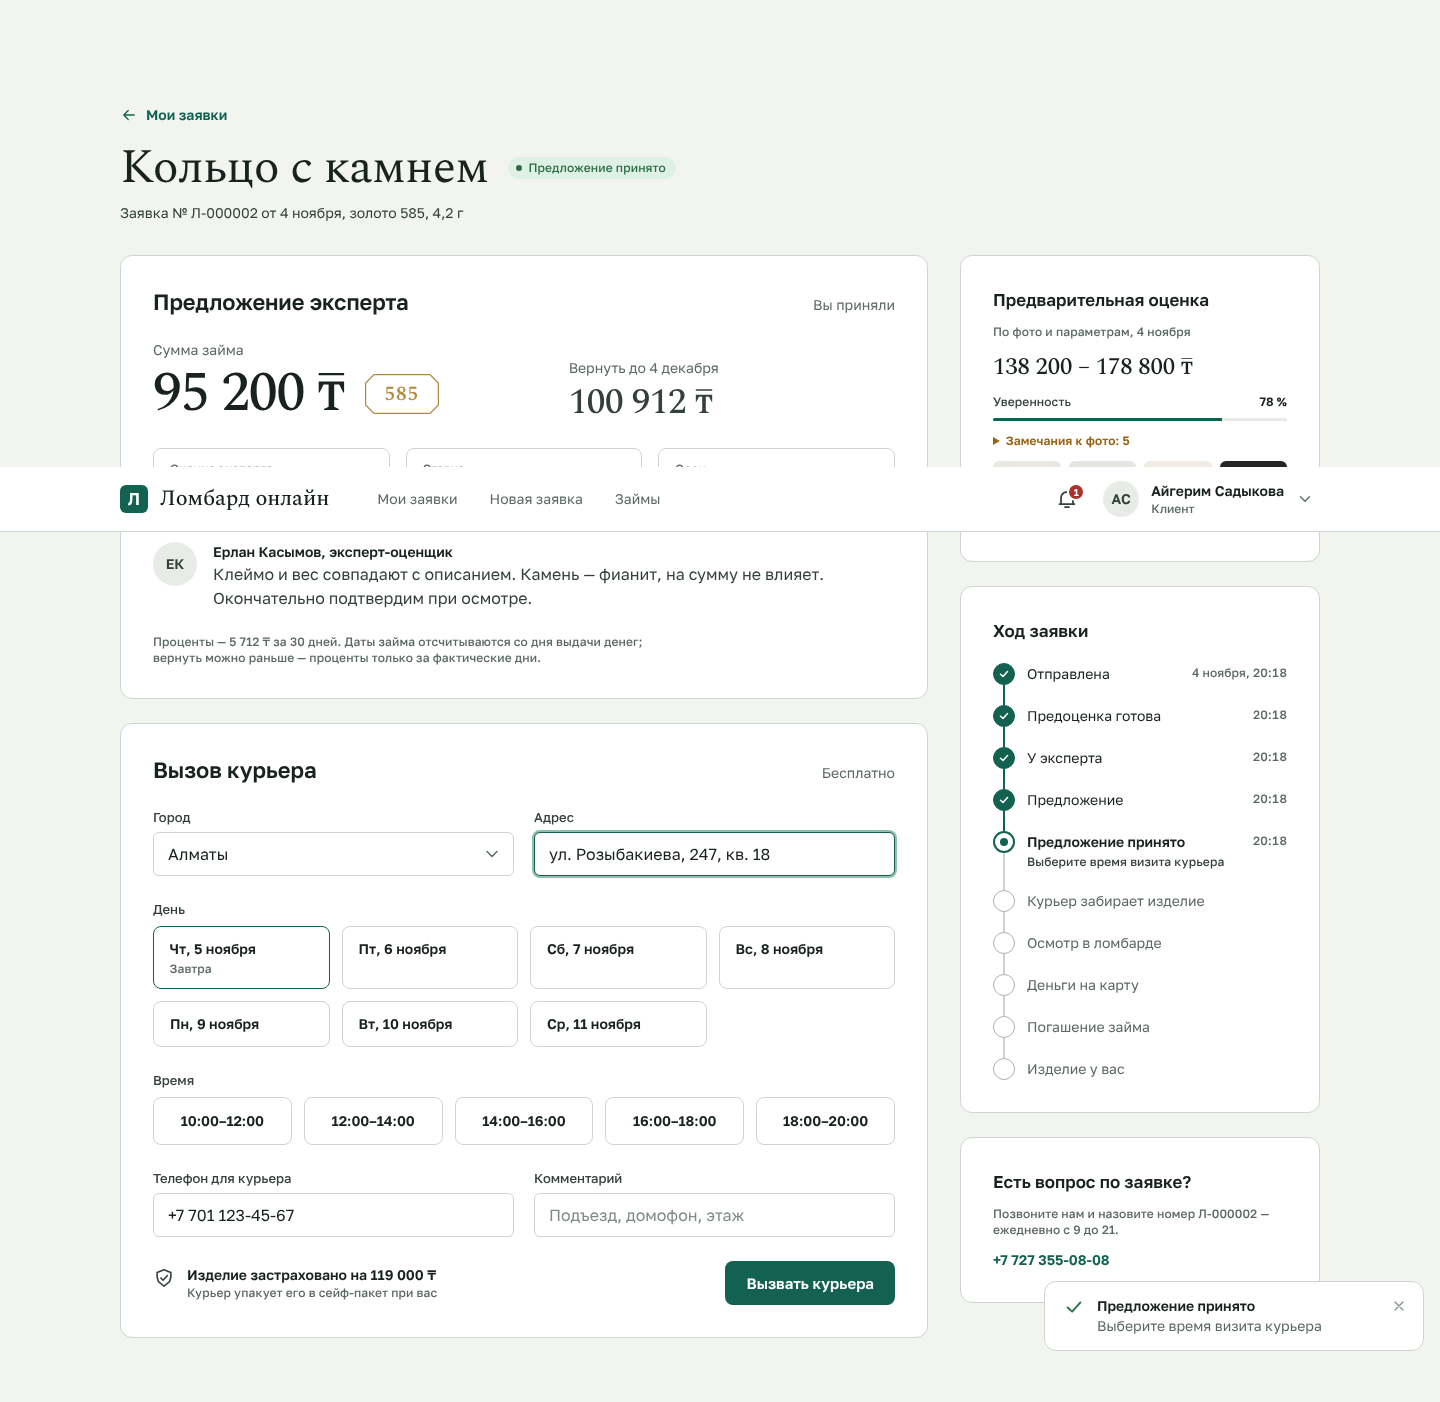 Мои заявки
Кольцо с камнем
Предложение принято
Заявка № Л-000002 от 4 ноября, золото 585, 4,2 г
Предложение эксперта
Вы приняли
Сумма займа
95 200 ₸
585
Вернуть до 4 декабря
100 912 ₸
Предварительная оценка
По фото и параметрам, 4 ноября
138 200 – 178 800 ₸
Уверенность
78 %
Замечания к фото: 5
Л
Ломбард онлайн
Мои заявки
Новая заявка
Займы
1
АС
Айгерим Садыкова
Клиент
ЕК
Ерлан Касымов, эксперт-оценщик
Клеймо и вес совпадают с описанием. Камень — фианит, на сумму не влияет.
Окончательно подтвердим при осмотре.
Проценты — 5 712 ₸ за 30 дней. Даты займа отсчитываются со дня выдачи денег;
вернуть можно раньше — проценты только за фактические дни.
Вызов курьера
Бесплатно
Город
Алматы
Адрес
ул. Розыбакиева, 247, кв. 18
День
Чт, 5 ноября
Завтра
Пт, 6 ноября
Сб, 7 ноября
Вс, 8 ноября
Пн, 9 ноября
Вт, 10 ноября
Ср, 11 ноября
Время
10:00–12:00
12:00–14:00
14:00–16:00
16:00–18:00
18:00–20:00
Телефон для курьера
+7 701 123-45-67
Комментарий
Подъезд, домофон, этаж
Изделие застраховано на 119 000 ₸
Курьер упакует его в сейф-пакет при вас
Вызвать курьера
Ход заявки
Отправлена
4 ноября, 20:18
Предоценка готова
20:18
У эксперта
20:18
Предложение
20:18
Предложение принято
20:18
Выберите время визита курьера
Курьер забирает изделие
Осмотр в ломбарде
Деньги на карту
Погашение займа
Изделие у вас
Есть вопрос по заявке?
Позвоните нам и назовите номер Л-000002 —
ежедневно с 9 до 21.
+7 727 355-08-08
Предложение принято
Выберите время визита курьера